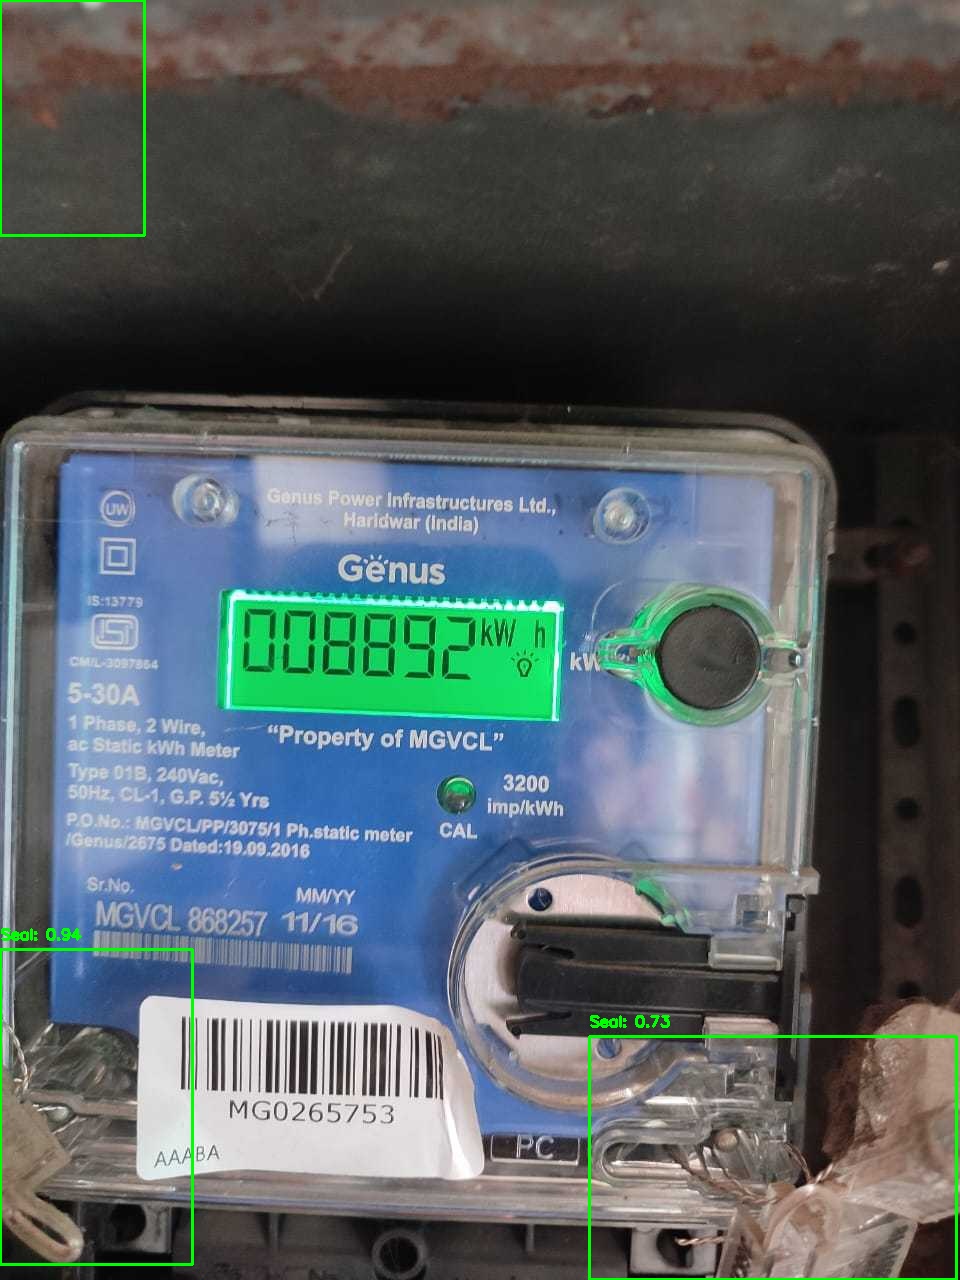 UW
Genus Power Infrastructures Ltd.,
Haridwar (India)
Genus
IS:13779
ISI
CM/L-3097864
008892 kW h
kW
5-30A
1 Phase, 2 Wire,
ac Static kWh Meter
"Property of MGVCL"
Type 01B, 240Vac,
50Hz, CL-1, G.P. 5½ Yrs
3200
imp/kWh
CAL
P.O.No.: MGVCL/PP/3075/1 Ph.static meter
/Genus/2675 Dated:19.09.2016
Sr.No. MM/YY
MGVCL 868257 11/16
Seal: 0.94
Seal: 0.73
MG0265753
AAABA
PC